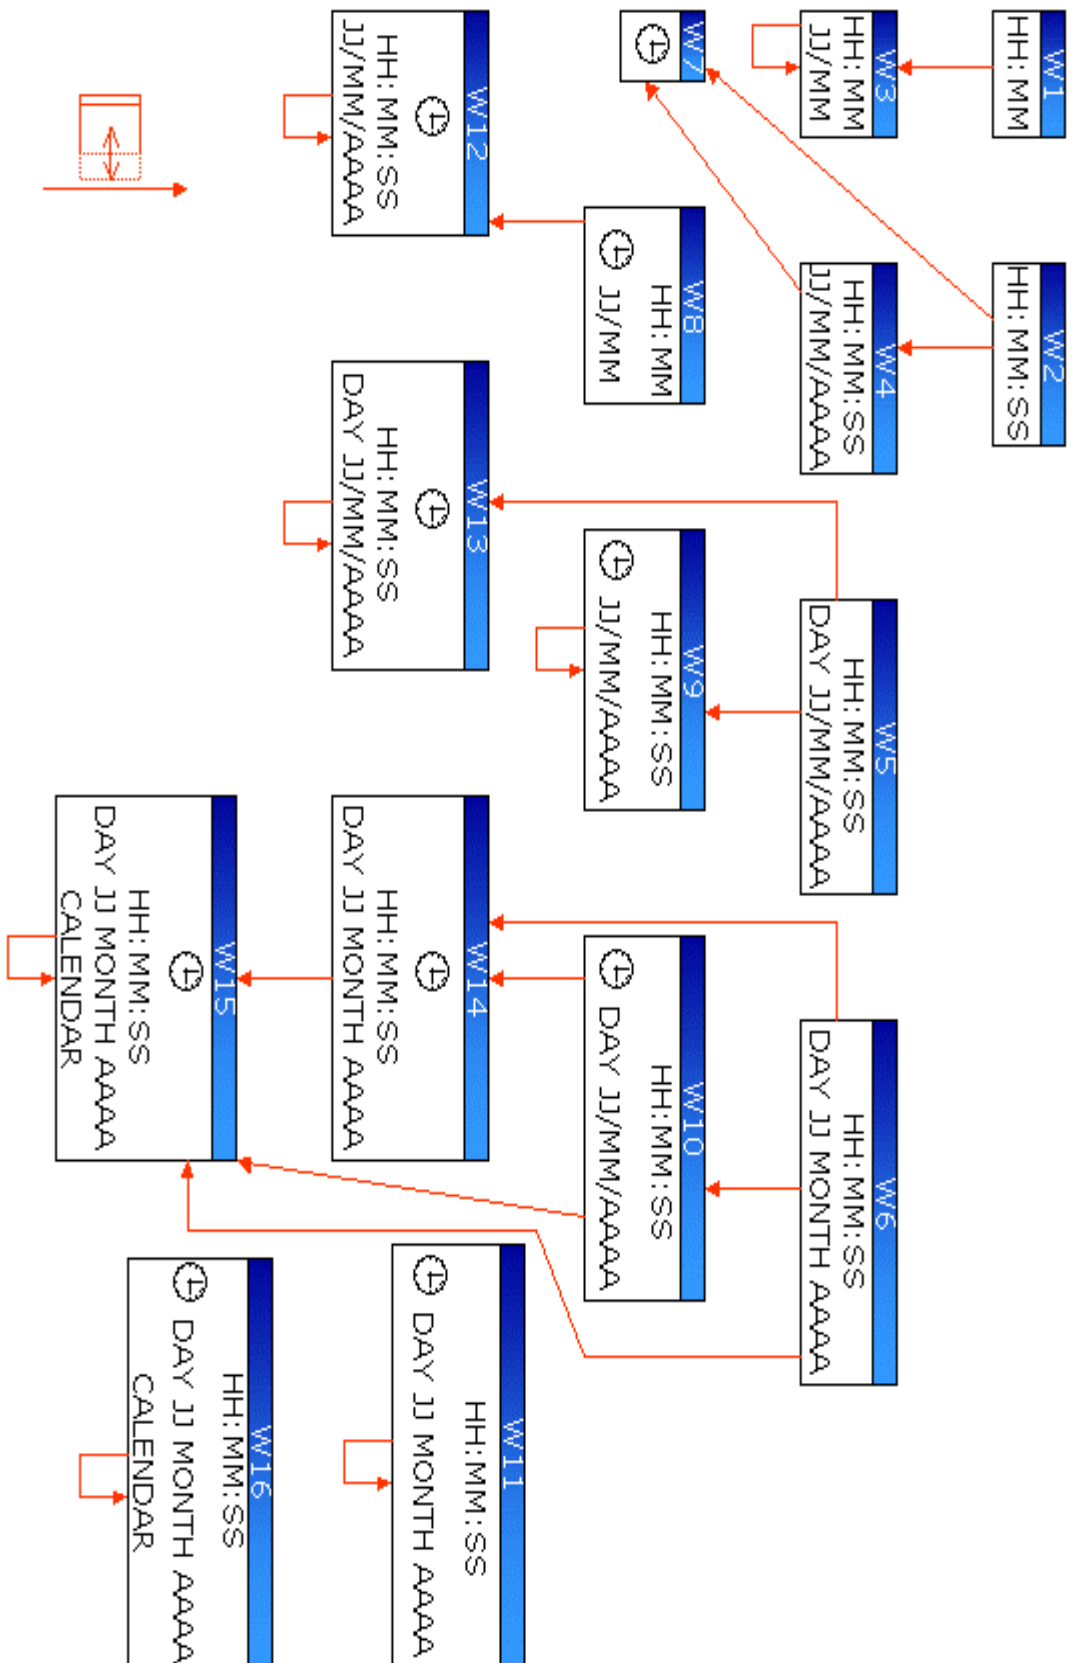 W1
HH:MM
W2
HH:MM:SS
W3
HH:MM
JJ/MM
W4
HH:MM:SS
JJ/MM/AAAA
W5
HH:MM:SS
DAY JJ/MM/AAAA
W6
HH:MM:SS
DAY JJ MONTH AAAA
W7
W8
HH:MM
JJ/MM
W9
HH:MM:SS
JJ/MM/AAAA
W10
HH:MM:SS
DAY JJ/MM/AAAA
W11
HH:MM:SS
DAY JJ MONTH AAAA
W12
HH:MM:SS
JJ/MM/AAAA
W13
HH:MM:SS
DAY JJ/MM/AAAA
W14
HH:MM:SS
DAY JJ MONTH AAAA
W15
HH:MM:SS
DAY JJ MONTH AAAA
CALENDAR
W16
HH:MM:SS
DAY JJ MONTH AAAA
CALENDAR